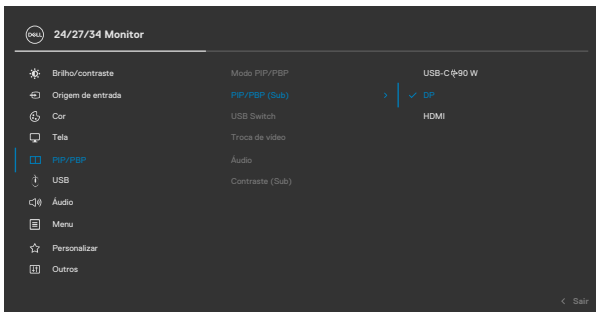 DELL 24/27/34 Monitor
Brilho/contraste Modo PIP/PBP USB-C 90 W
Origem de entrada PIP/PBP (Sub) DP
Cor USB Switch HDMI
Tela Troca de vídeo
PIP/PBP Áudio
USB Contraste (Sub)
Áudio
Menu
Personalizar
Outros
Sair